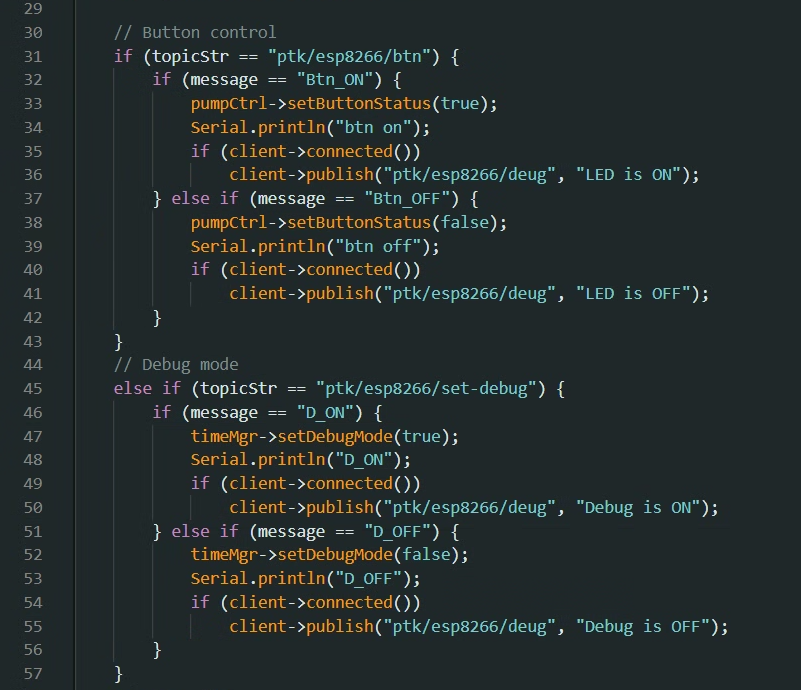 29
30 // Button control
31 if (topicStr == "ptk/esp8266/btn") {
32 if (message == "Btn_ON") {
33 pumpCtrl->setButtonStatus(true);
34 Serial.println("btn on");
35 if (client->connected())
36 client->publish("ptk/esp8266/deug", "LED is ON");
37 } else if (message == "Btn_OFF") {
38 pumpCtrl->setButtonStatus(false);
39 Serial.println("btn off");
40 if (client->connected())
41 client->publish("ptk/esp8266/deug", "LED is OFF");
42 }
43 }
44 // Debug mode
45 else if (topicStr == "ptk/esp8266/set-debug") {
46 if (message == "D_ON") {
47 timeMgr->setDebugMode(true);
48 Serial.println("D_ON");
49 if (client->connected())
50 client->publish("ptk/esp8266/deug", "Debug is ON");
51 } else if (message == "D_OFF") {
52 timeMgr->setDebugMode(false);
53 Serial.println("D_OFF");
54 if (client->connected())
55 client->publish("ptk/esp8266/deug", "Debug is OFF");
56 }
57 }